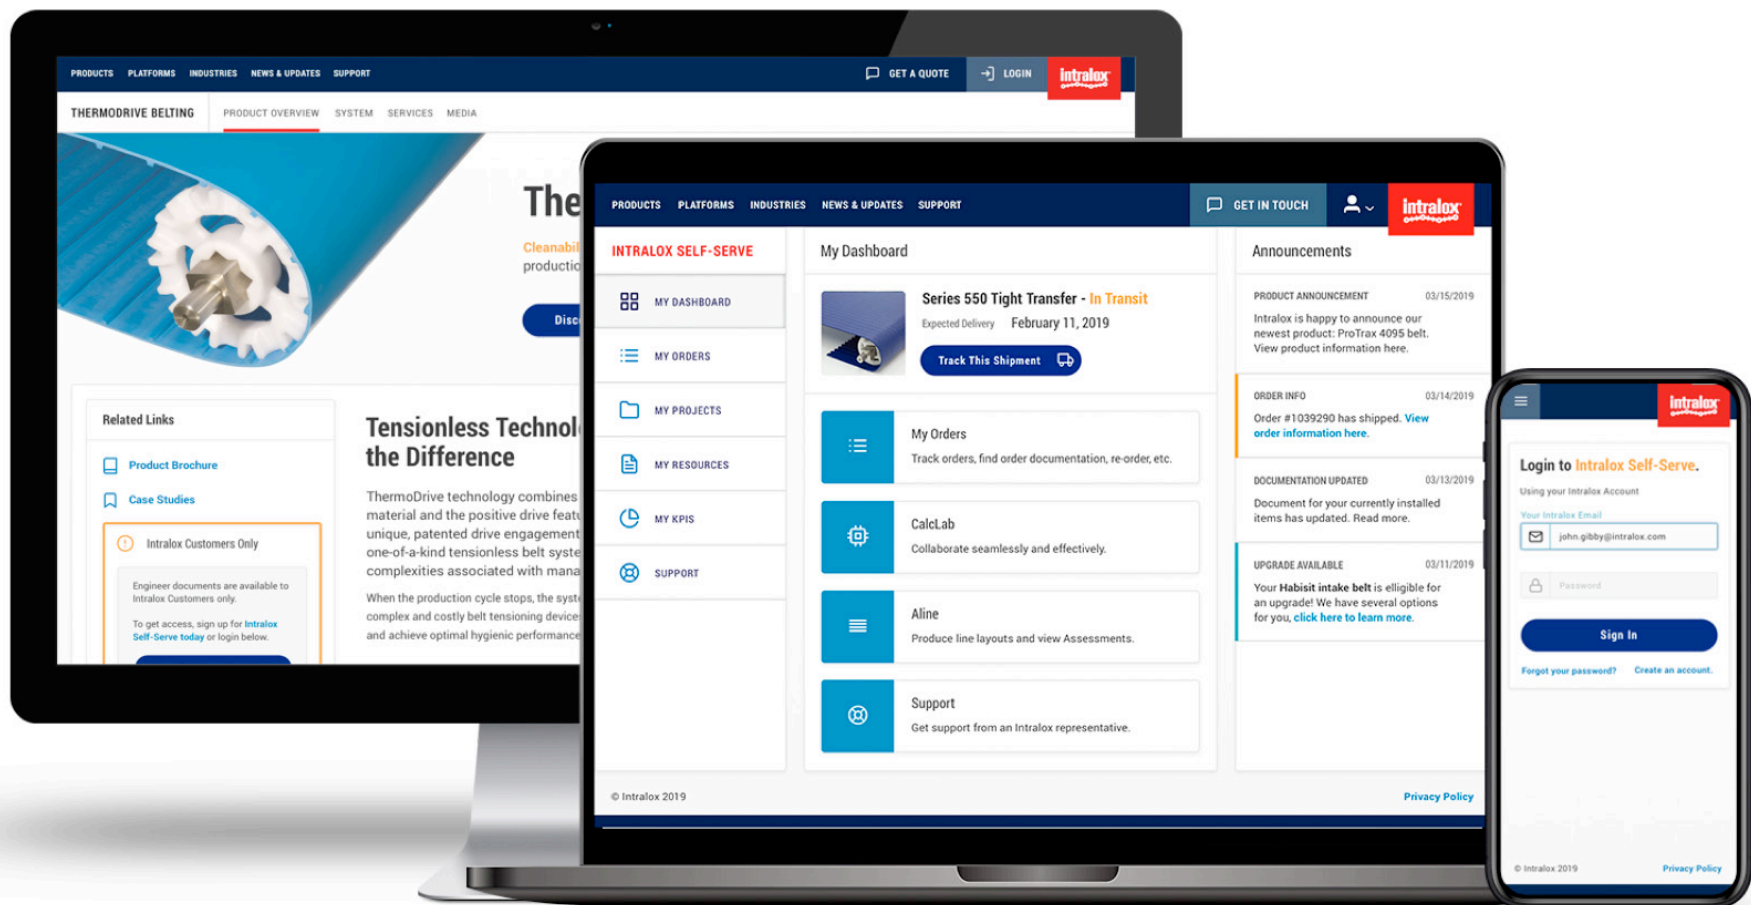 PRODUCTS PLATFORMS INDUSTRIES NEWS & UPDATES SUPPORT
GET A QUOTE LOGIN intralox
THERMODRIVE BELTING PRODUCT OVERVIEW SYSTEM SERVICES MEDIA
The
Cleanabil
productio
Disc
Related Links
Product Brochure
Case Studies
Intralox Customers Only
Engineer documents are available to
Intralox Customers only.
To get access, sign up for Intralox
Self-Serve today or login below.
Tensionless Technol
the Difference
ThermoDrive technology combines
material and the positive drive featu
unique, patented drive engagement
one-of-a-kind tensionless belt syste
complexities associated with mana
When the production cycle stops, the syst
complex and costly belt tensioning device
and achieve optimal hygienic performance
PRODUCTS PLATFORMS INDUSTRIES NEWS & UPDATES SUPPORT
GET IN TOUCH intralox
INTRALOX SELF-SERVE
MY DASHBOARD
MY ORDERS
MY PROJECTS
MY RESOURCES
MY KPIS
SUPPORT
My Dashboard
Series 550 Tight Transfer - In Transit
Expected Delivery February 11, 2019
Track This Shipment
My Orders
Track orders, find order documentation, re-order, etc.
CalcLab
Collaborate seamlessly and effectively.
Aline
Produce line layouts and view Assessments.
Support
Get support from an Intralox representative.
Announcements
PRODUCT ANNOUNCEMENT 03/15/2019
Intralox is happy to announce our
newest product: ProTrax 4095 belt.
View product information here.
ORDER INFO 03/14/2019
Order #1039290 has shipped. View
order information here.
DOCUMENTATION UPDATED 03/13/2019
Document for your currently installed
items has updated. Read more.
UPGRADE AVAILABLE 03/11/2019
Your Habisit intake belt is elligible for
an upgrade! We have several options
for you, click here to learn more.
© Intralox 2019 Privacy Policy
intralox
Login to Intralox Self-Serve.
Using your Intralox Account
Your Intralox Email
john.gibby@intralox.com
Password
Sign In
Forgot your password? Create an account.
© Intralox 2019 Privacy Policy